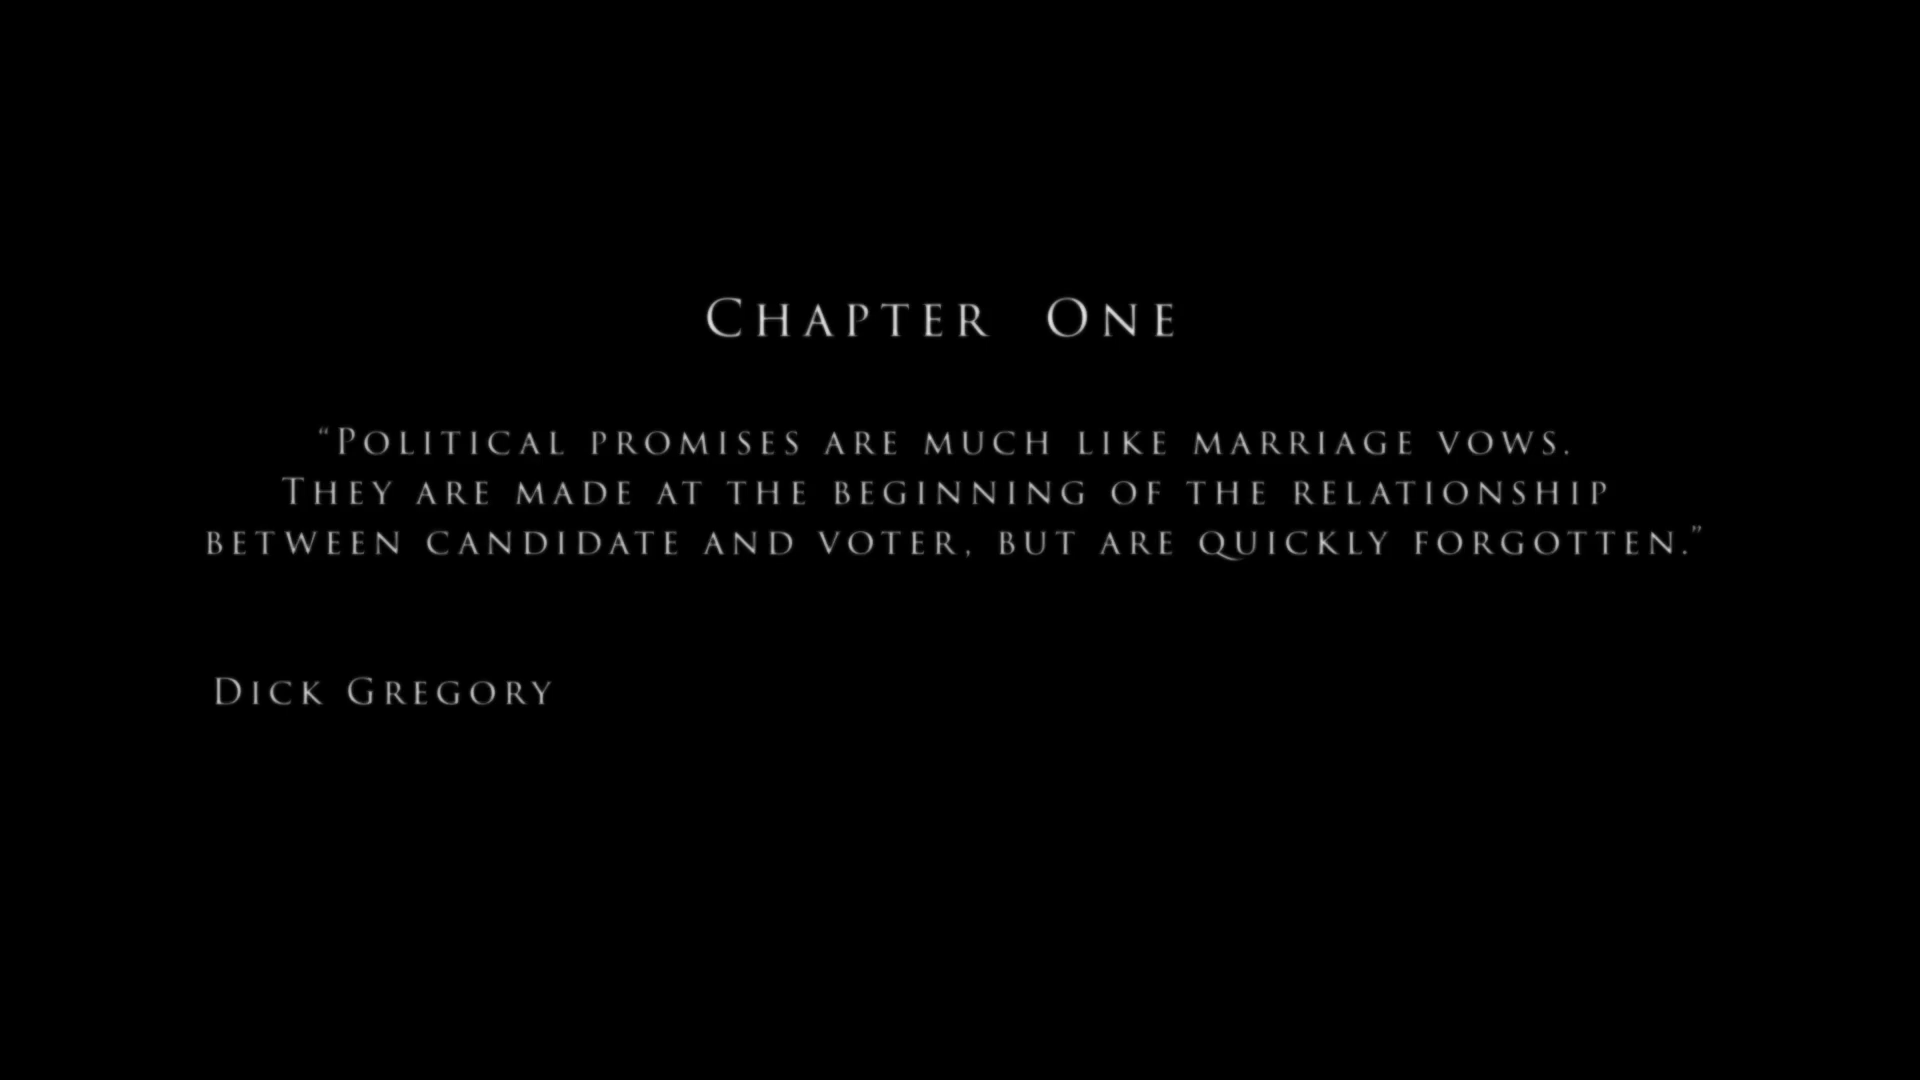 Chapter One
“Political promises are much like marriage vows.
They are made at the beginning of the relationship
between candidate and voter, but are quickly forgotten.”
Dick Gregory